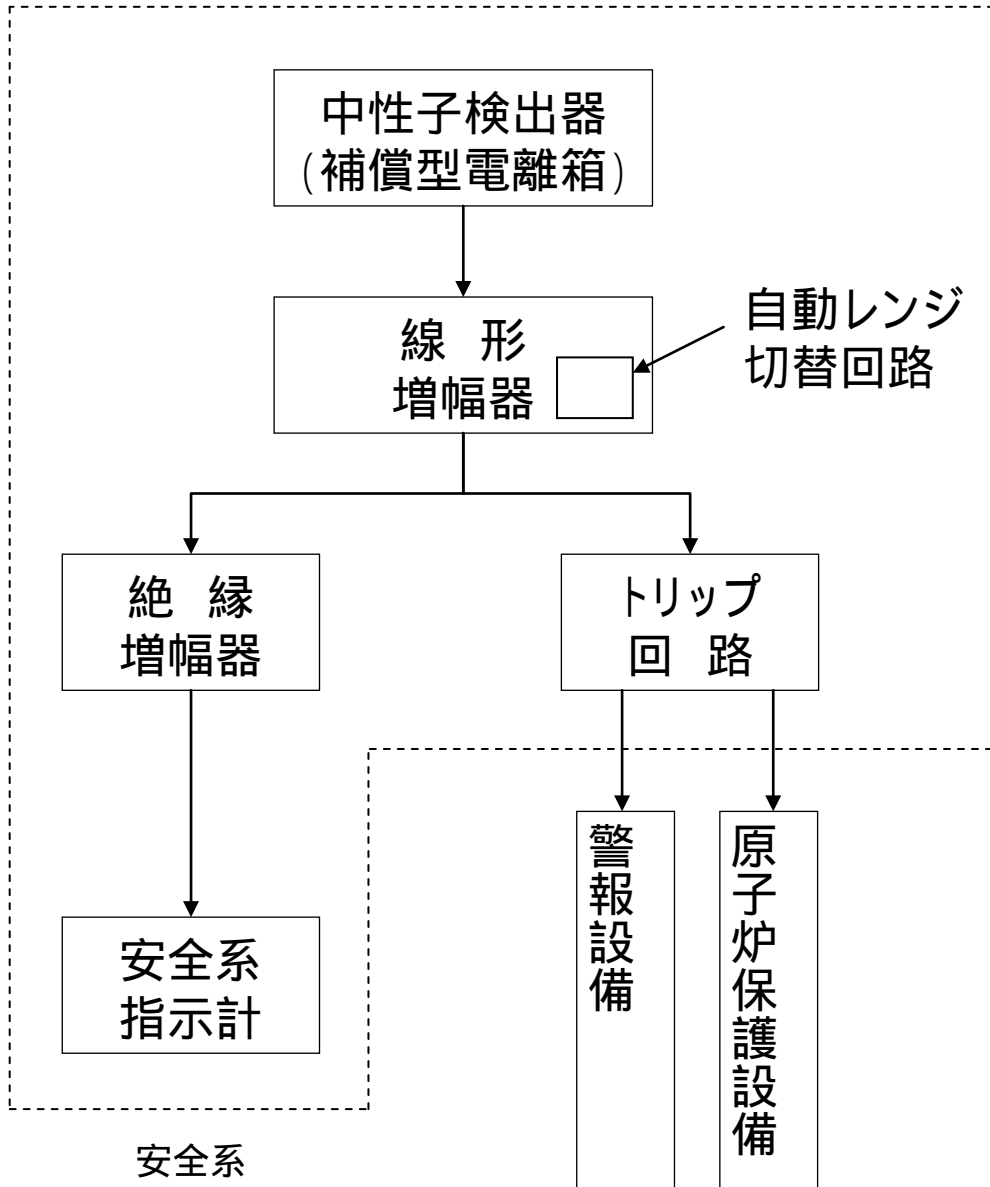 中性子検出器
(補償型電離箱)
線 形
増幅器
自動レンジ
切替回路
絶 縁
増幅器
トリップ
回 路
安全系
指示計
警報設備
原子炉保護設備
安全系